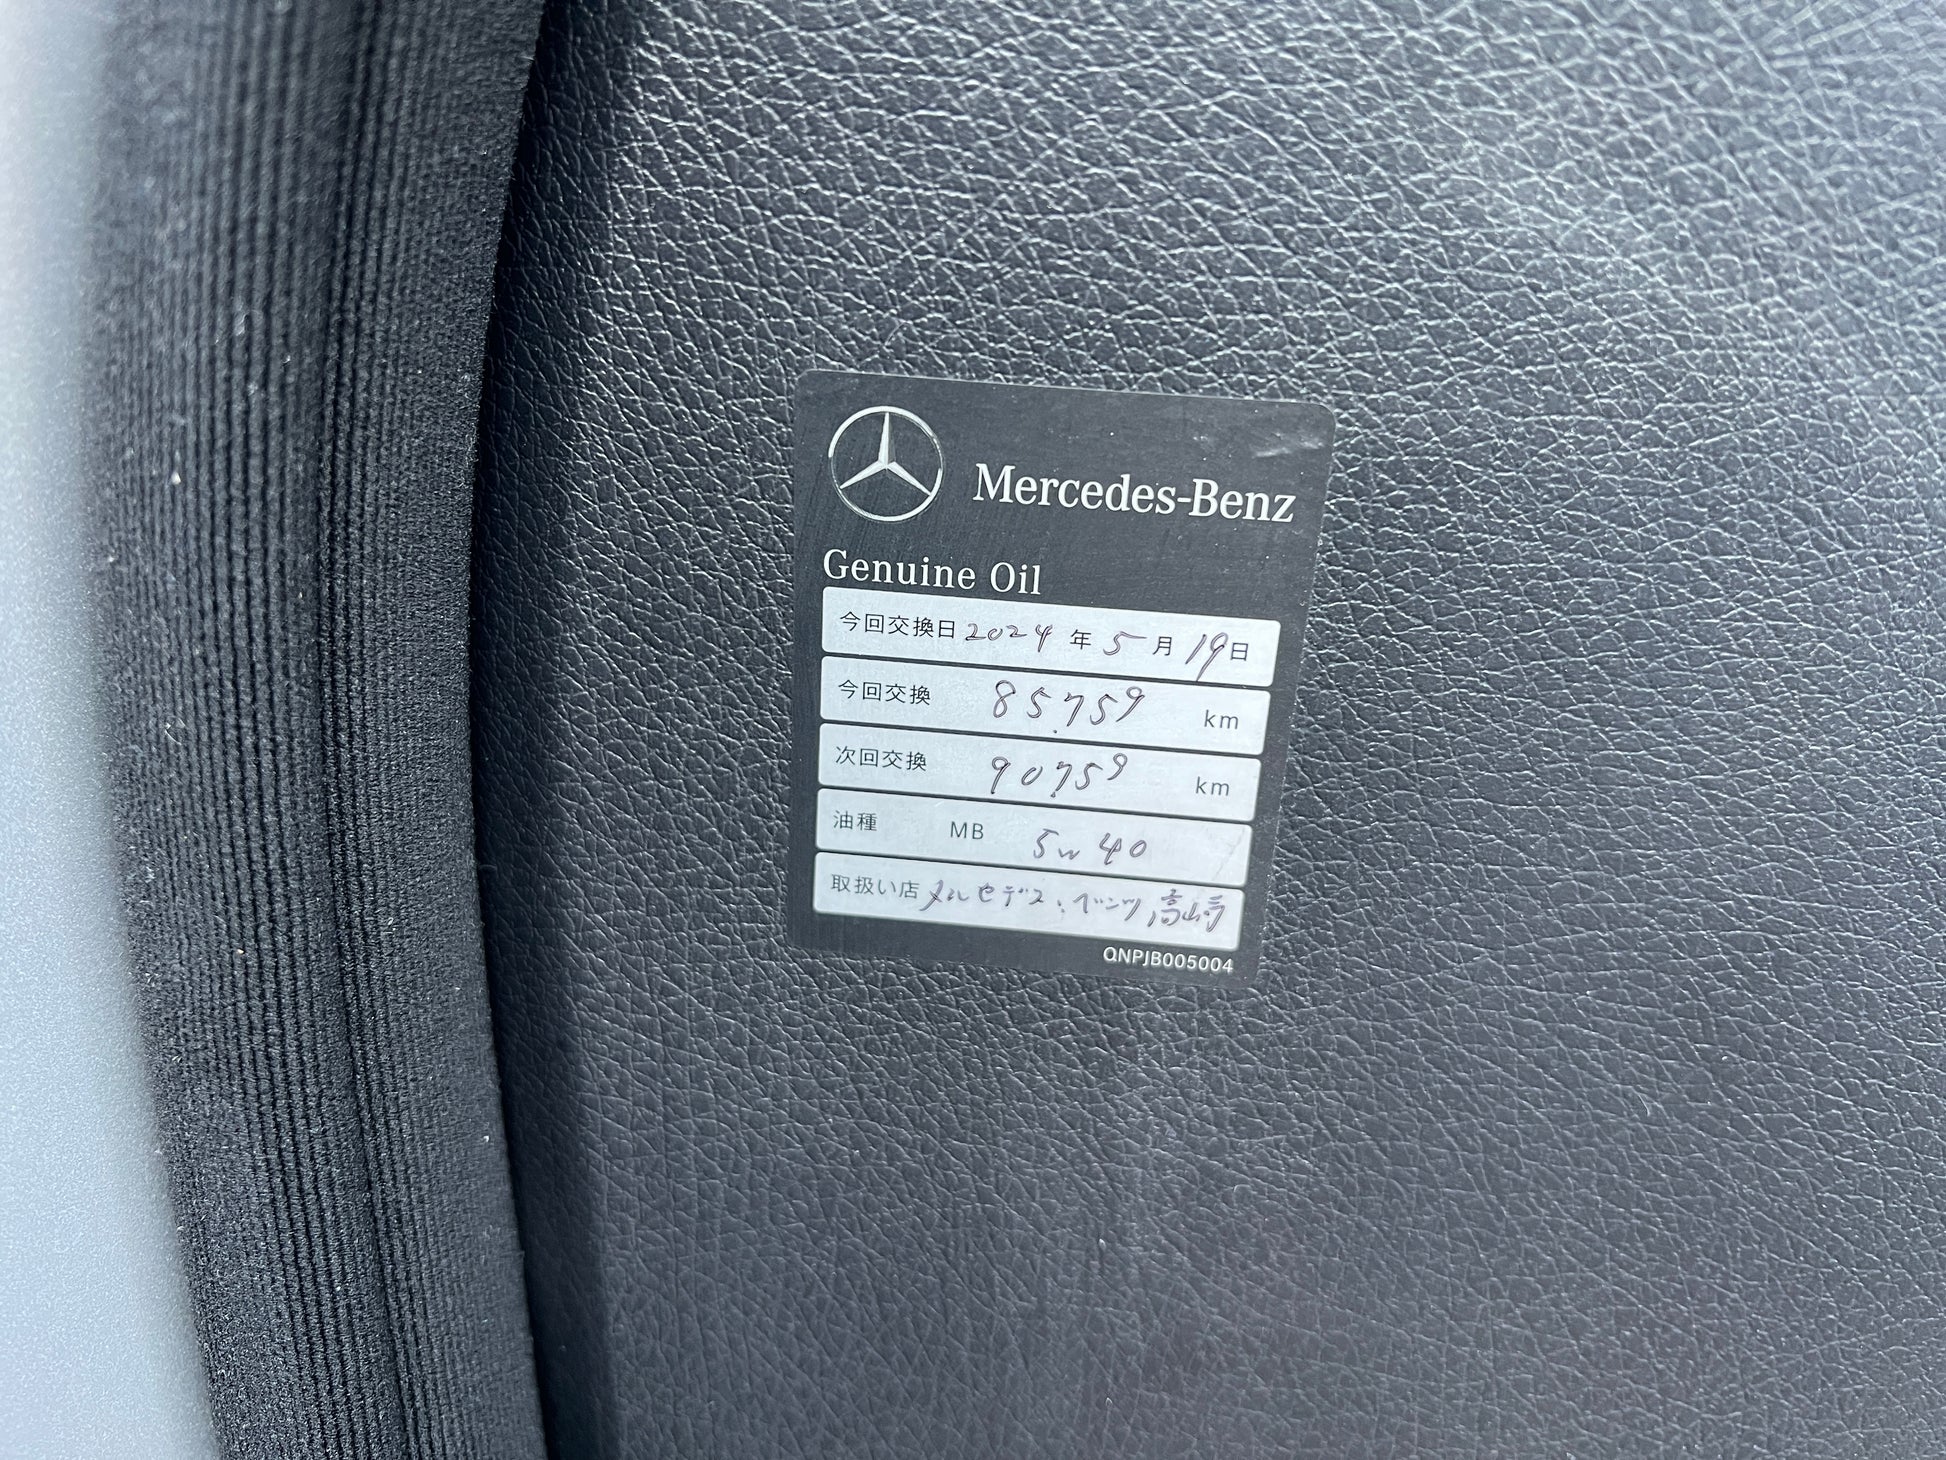 Mercedes-Benz
Genuine Oil
今回交換日 2024 年 5 月 19 日
今回交換 85759 km
次回交換 90759 km
油種 MB 5w40
取扱い店 メルセデス・ベンツ高崎
QNPJB005004